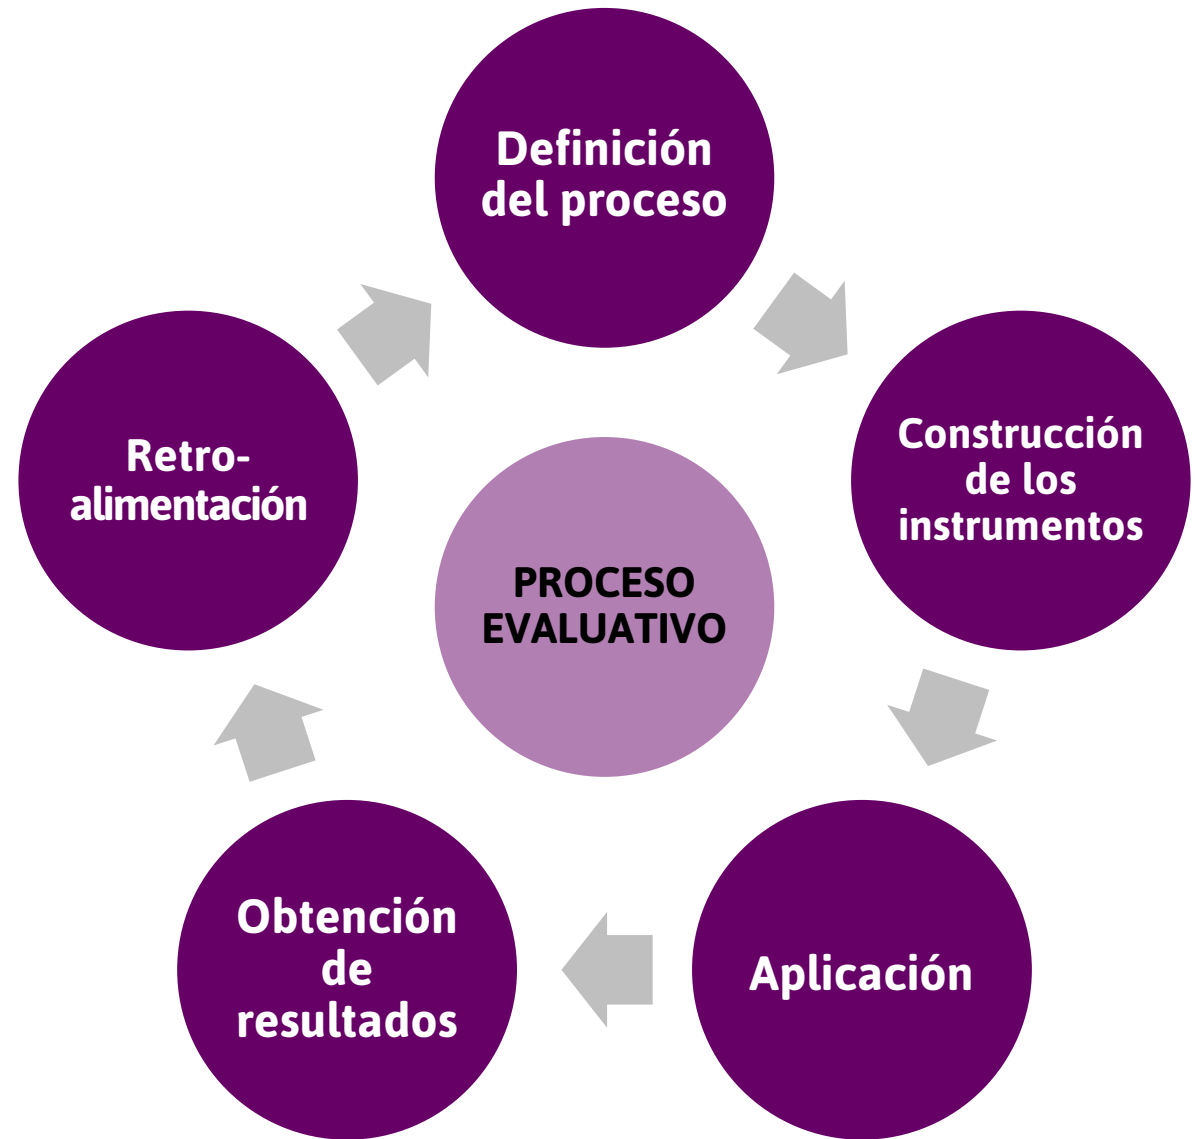 Definición
del proceso
Construcción
de los
instrumentos
Aplicación
Obtención
de
resultados
Retro-
alimentación
PROCESO
EVALUATIVO